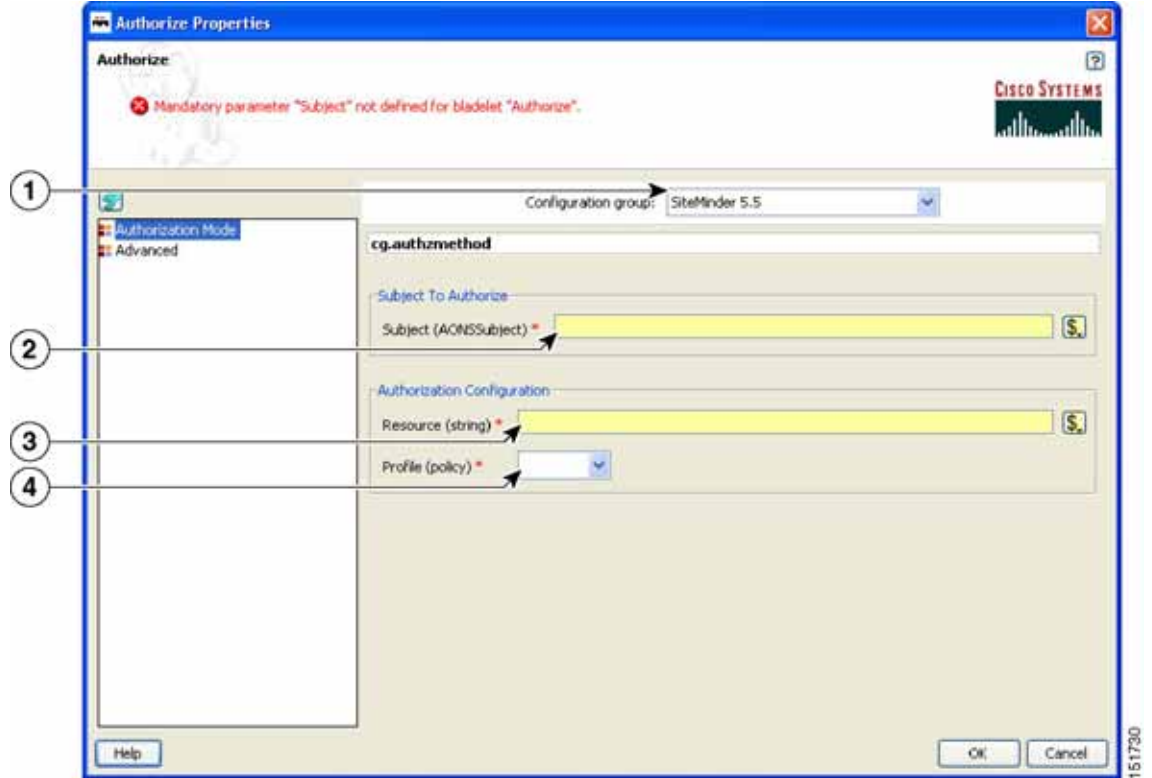 Authorize Properties
Authorize
?
Mandatory parameter "Subject" not defined for bladelet "Authorize".
CISCO SYSTEMS
1
Configuration group: SiteMinder 5.5
Authorization Mode
Advanced
cg.authzmethod
Subject To Authorize
Subject (AONSSubject) *
$.
2
Authorization Configuration
Resource (string) *
$.
3
Profile (policy) *
4
Help
OK
Cancel
151730